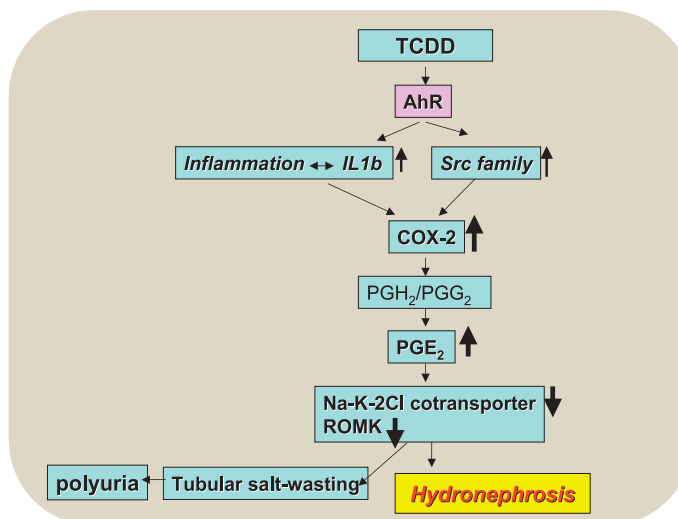 TCDD
AhR
Inflammation ↔ IL1b ↑
Src family ↑
COX-2 ↑
PGH₂/PGG₂
PGE₂ ↑
Na-K-2Cl cotransporter ↓
ROMK ↓
polyuria
Tubular salt-wasting
Hydronephrosis